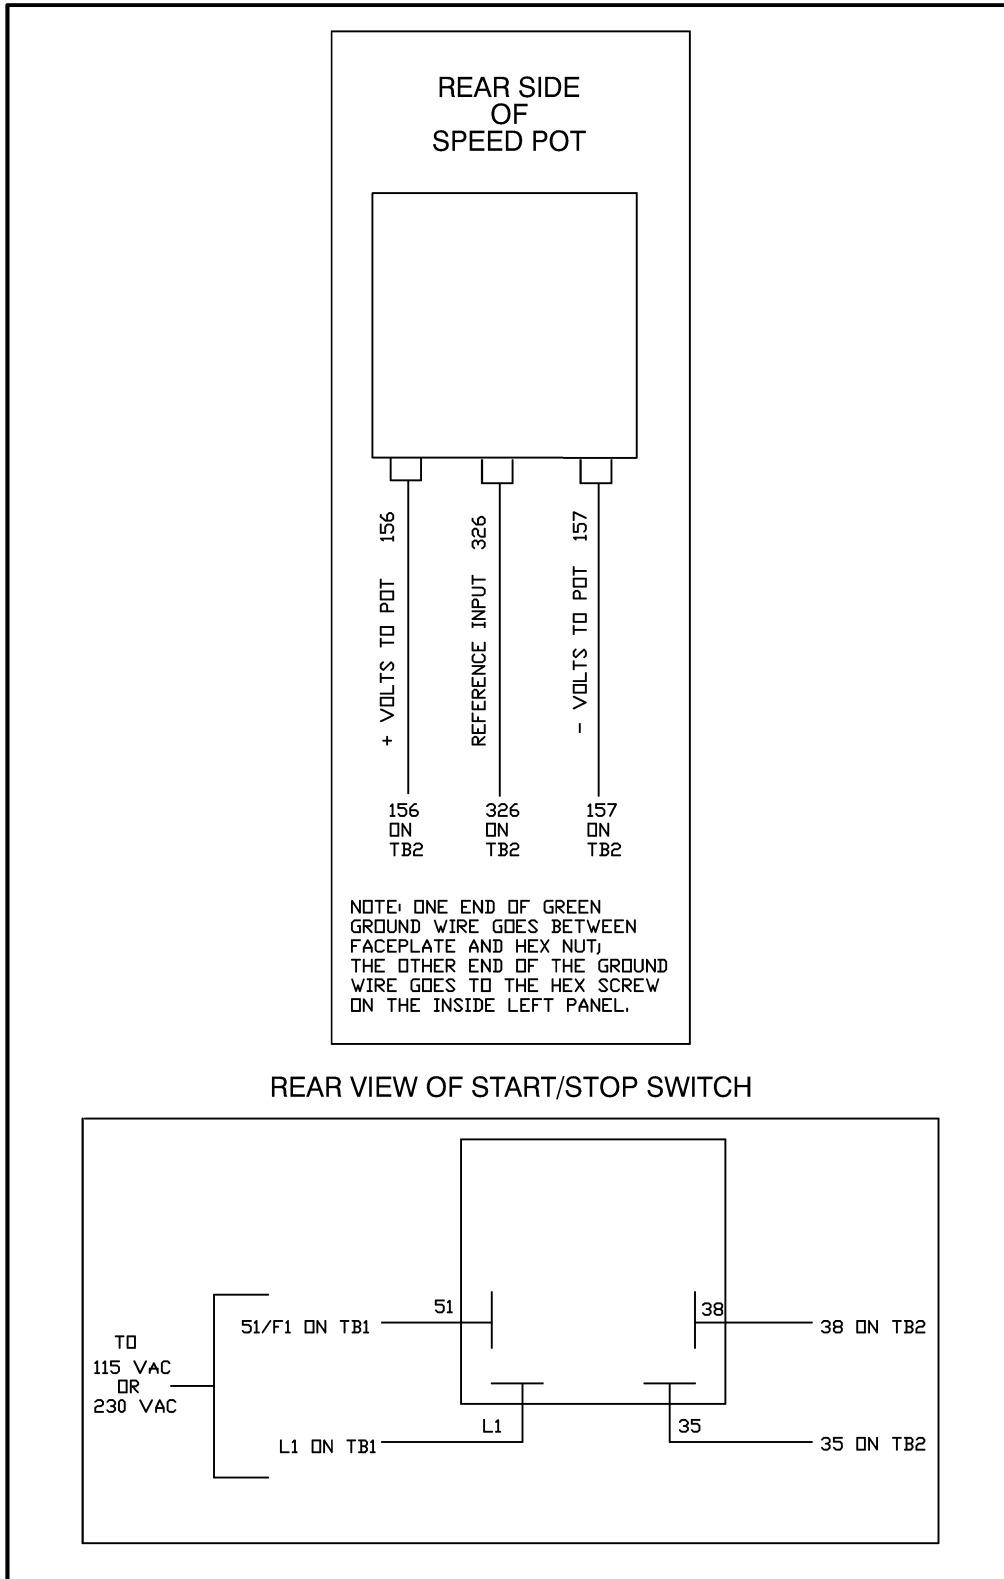 REAR SIDE
OF
SPEED POT
+ VOLTS TO POT 156
REFERENCE INPUT 326
- VOLTS TO POT 157
156
ON
TB2
326
ON
TB2
157
ON
TB2
NOTE: ONE END OF GREEN
GROUND WIRE GOES BETWEEN
FACEPLATE AND HEX NUT;
THE OTHER END OF THE GROUND
WIRE GOES TO THE HEX SCREW
ON THE INSIDE LEFT PANEL.
REAR VIEW OF START/STOP SWITCH
TO
115 VAC
OR
230 VAC
51/F1 ON TB1
51
38
38 ON TB2
L1 ON TB1
L1
35
35 ON TB2